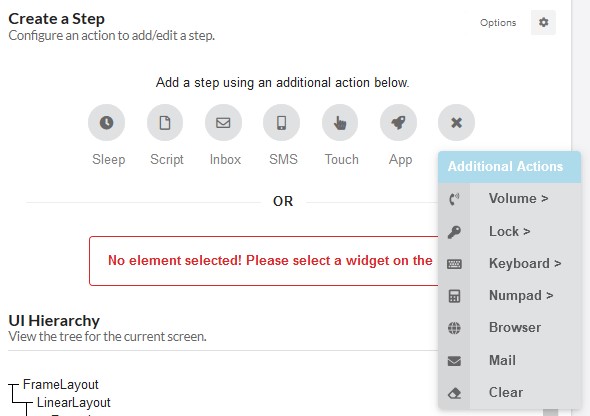 Create a Step
Configure an action to add/edit a step.
Options
Add a step using an additional action below.
Sleep
Script
Inbox
SMS
Touch
App
Additional Actions
Volume >
Lock >
Keyboard >
Numpad >
Browser
Mail
Clear
OR
No element selected! Please select a widget on the
UI Hierarchy
View the tree for the current screen.
FrameLayout
LinearLayout